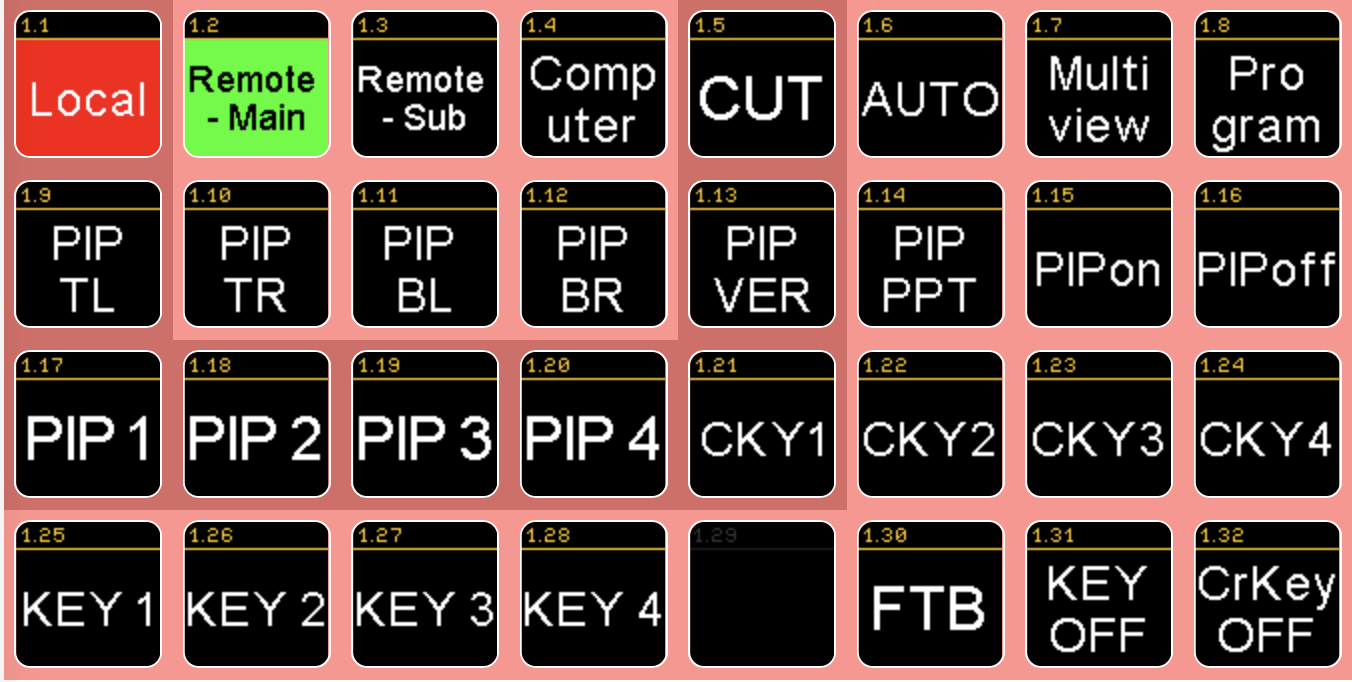 1.1 1.2 1.3 1.4 1.5 1.6 1.7 1.8
Local
Remote
- Main
Remote
- Sub
Comp
uter
CUT
AUTO
Multi
view
Pro
gram
1.9 1.10 1.11 1.12 1.13 1.14 1.15 1.16
PIP
TL
PIP
TR
PIP
BL
PIP
BR
PIP
VER
PIP
PPT
PIPon
PIPoff
1.17 1.18 1.19 1.20 1.21 1.22 1.23 1.24
PIP 1
PIP 2
PIP 3
PIP 4
CKY1
CKY2
CKY3
CKY4
1.25 1.26 1.27 1.28 1.29 1.30 1.31 1.32
KEY 1
KEY 2
KEY 3
KEY 4
FTB
KEY
OFF
CrKey
OFF